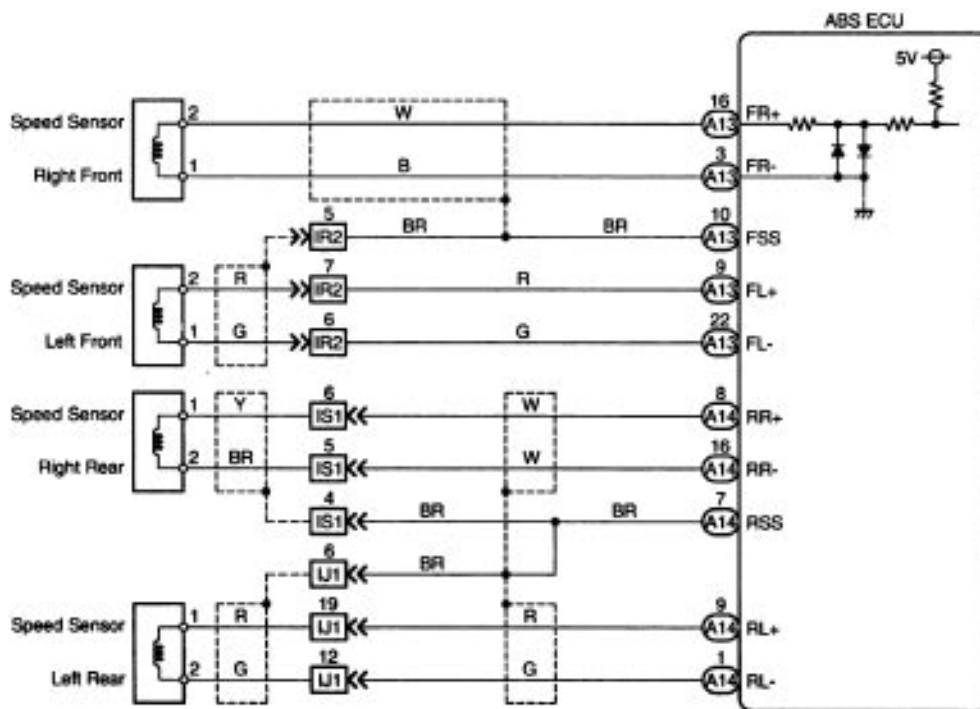 ABS ECU
5V
Speed Sensor 2 W 16 A13 FR+
Right Front 1 B 3 A13 FR-
5 IR2 BR BR 10 A13 FSS
Speed Sensor 2 R 7 IR2 R 9 A13 FL+
Left Front 1 G 6 IR2 G 22 A13 FL-
Speed Sensor 1 Y 6 IS1 W 8 A14 RR+
Right Rear 2 BR 5 IS1 W 16 A14 RR-
4 IS1 BR BR 7 A14 RSS
6 IJ1 BR
Speed Sensor 1 R 19 IJ1 R 9 A14 RL+
Left Rear 2 G 12 IJ1 G 1 A14 RL-